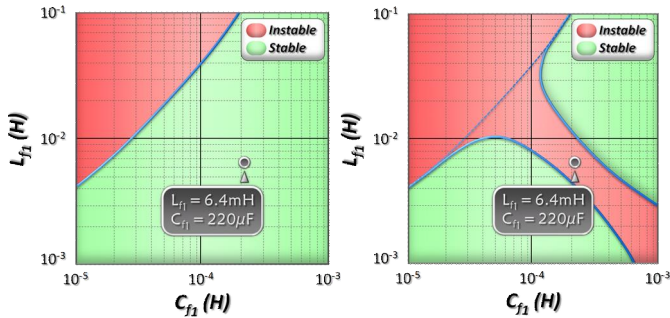 10⁻¹
Instable
Stable
L_f1 (H)
10⁻²
L_f1 = 6.4mH
C_f1 = 220µF
10⁻³
10⁻⁵
10⁻⁴
10⁻³
C_f1 (H)
10⁻¹
Instable
Stable
L_f1 (H)
10⁻²
L_f1 = 6.4mH
C_f1 = 220µF
10⁻³
10⁻⁵
10⁻⁴
10⁻³
C_f1 (H)